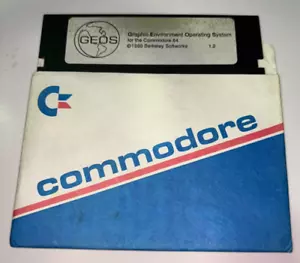 GEOS
Graphic Environment Operating System
for the Commodore 64
©1986 Berkeley Softworks 1.2
commodore